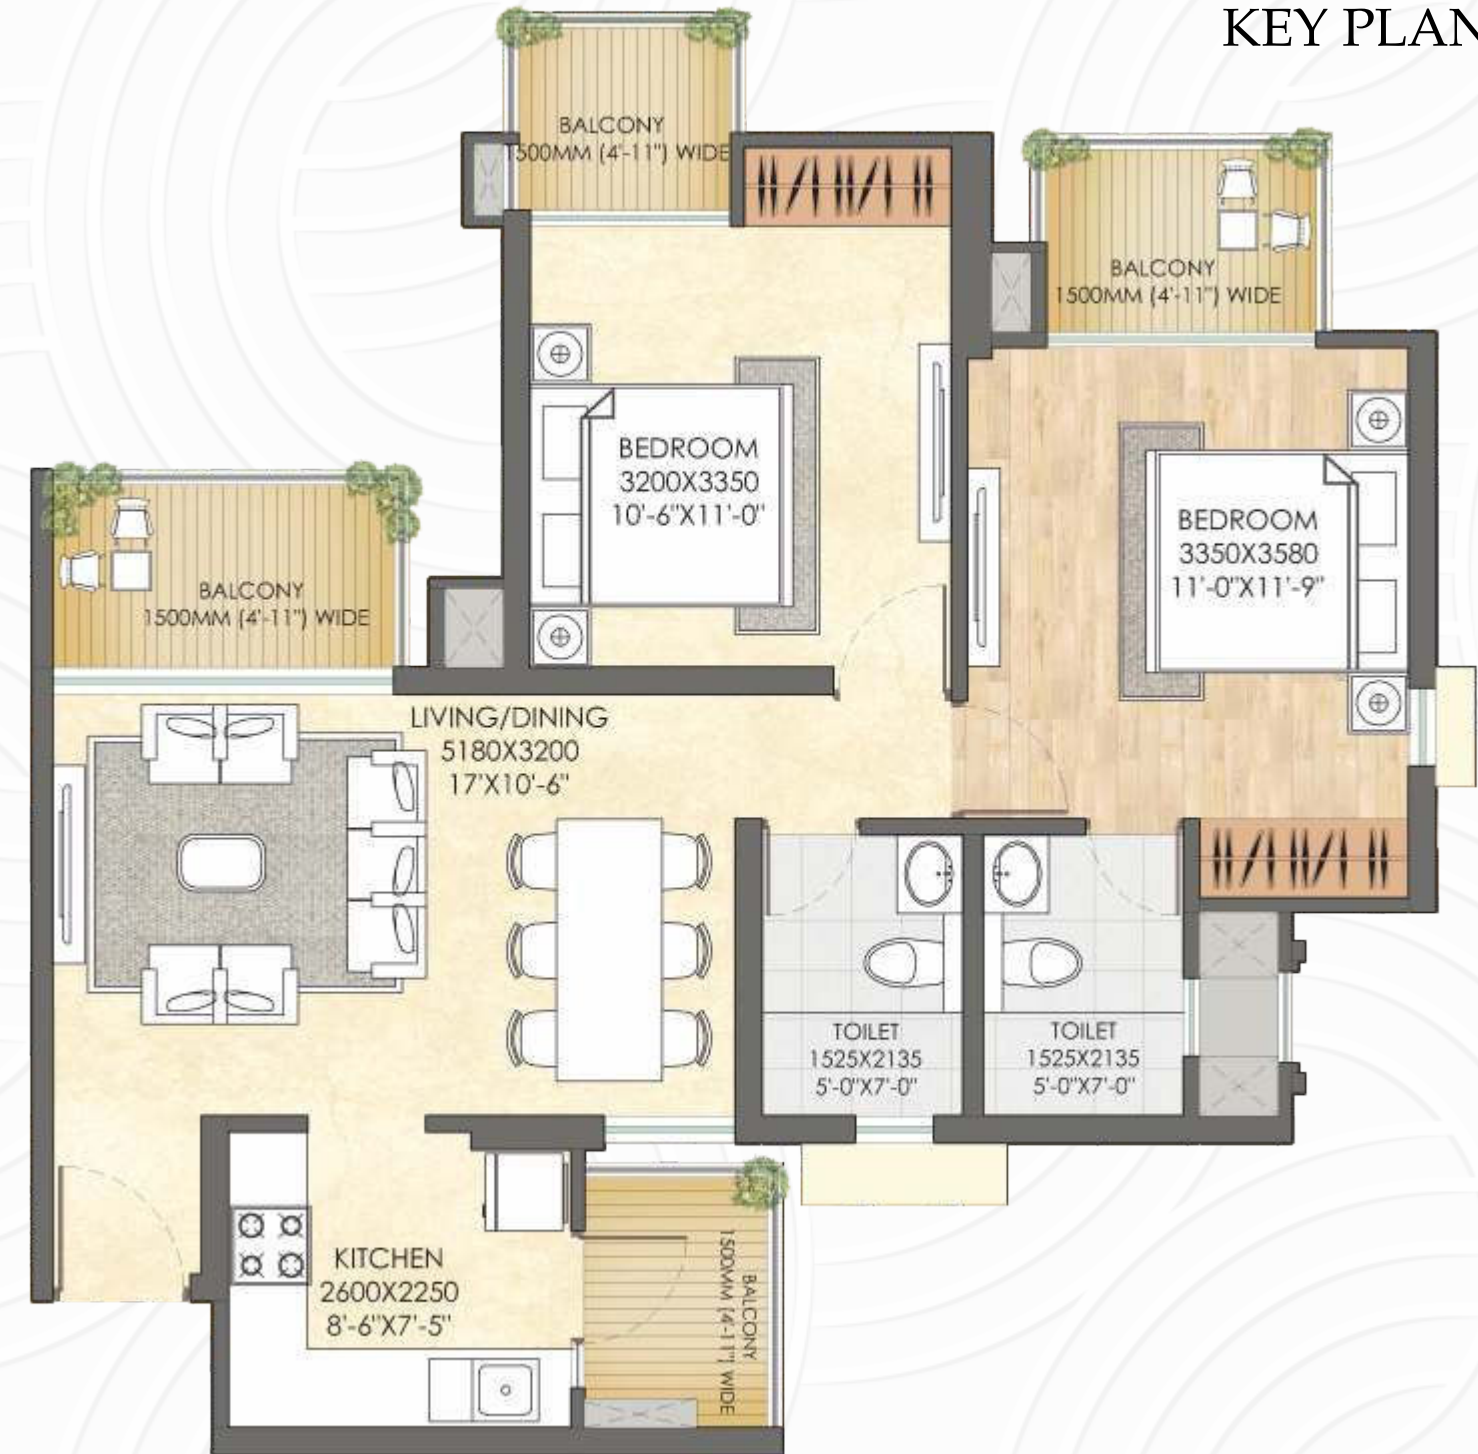 KEY PLAN
BALCONY
1500MM (4'-11") WIDE
BALCONY
1500MM (4'-11") WIDE
BEDROOM
3200X3350
10'-6"X11'-0"
BEDROOM
3350X3580
11'-0"X11'-9"
BALCONY
1500MM (4'-11") WIDE
LIVING/DINING
5180X3200
17'X10'-6"
TOILET
1525X2135
5'-0"X7'-0"
TOILET
1525X2135
5'-0"X7'-0"
KITCHEN
2600X2250
8'-6"X7'-5"
BALCONY
1500MM (4'-11") WIDE